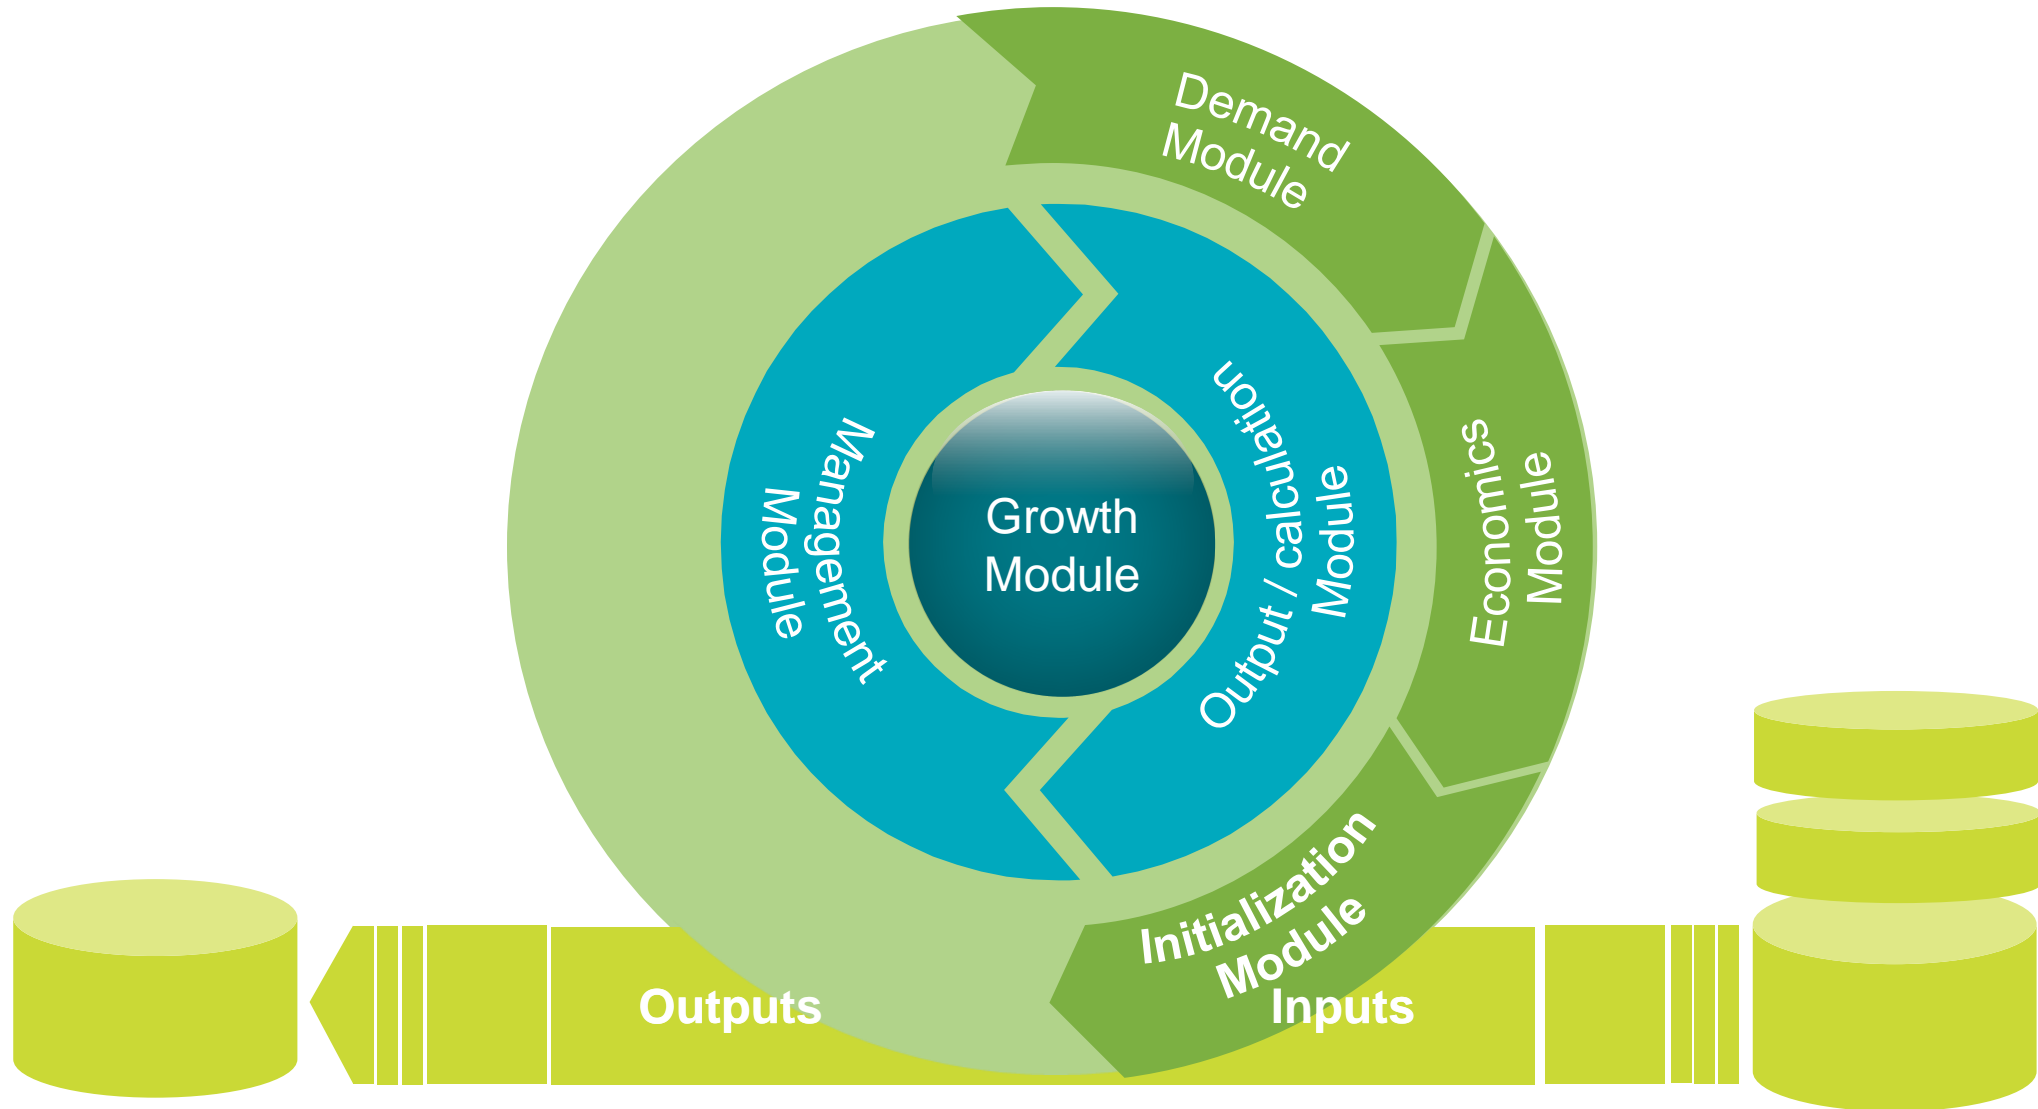 Demand
Module
Economics
Module
Output / calculation
Module
Management
Module
Growth
Module
Initialization
Module
Outputs
Inputs